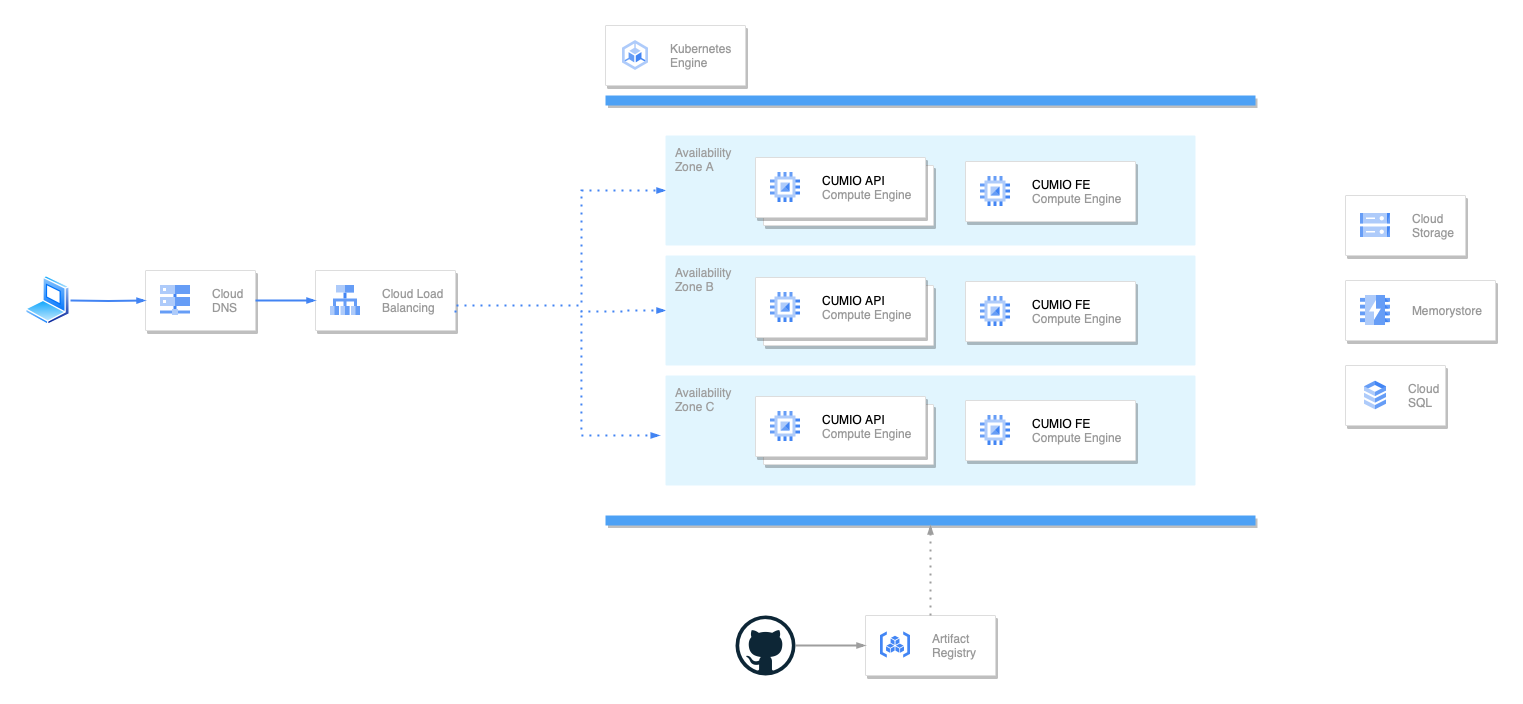 Kubernetes
Engine
Availability
Zone A
CUMIO API
Compute Engine
CUMIO FE
Compute Engine
Cloud
Storage
Availability
Zone B
CUMIO API
Compute Engine
CUMIO FE
Compute Engine
Cloud
DNS
Cloud Load
Balancing
Memorystore
Availability
Zone C
CUMIO API
Compute Engine
CUMIO FE
Compute Engine
Cloud
SQL
Artifact
Registry